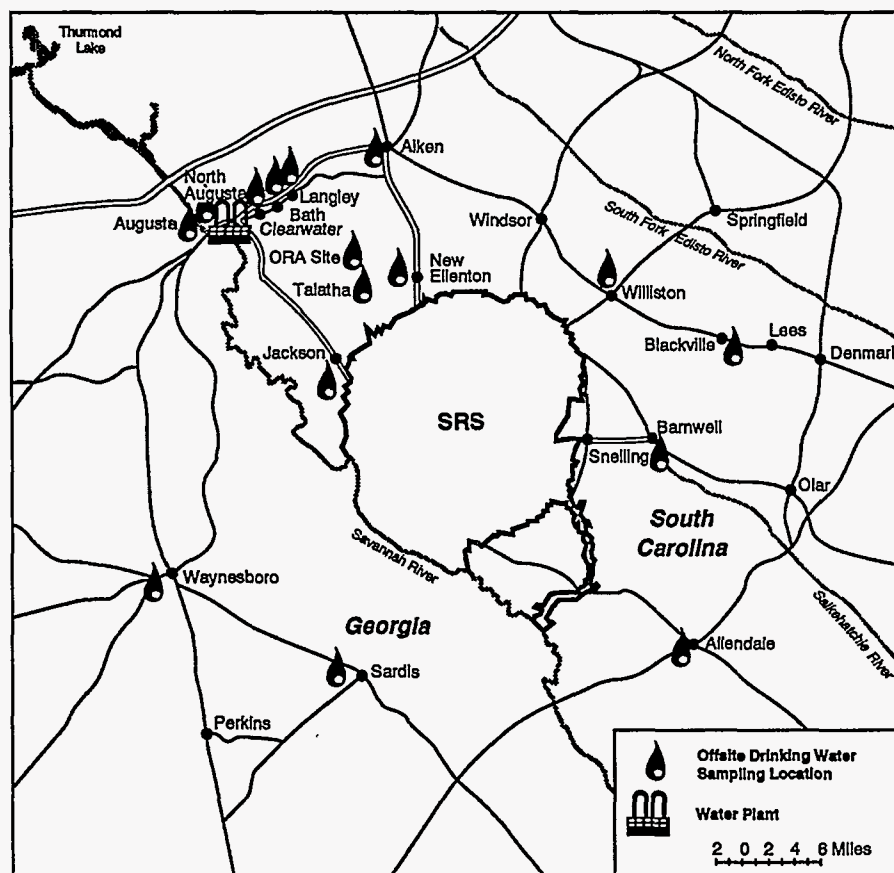 Thurmond
Lake
North Fork Edisto River
Aiken
North
Augusta
Langley
Bath
Clearwater
Augusta
Windsor
Springfield
South Fork Edisto River
ORA Site
New
Ellenton
Talatha
Williston
Jackson
Blackville
Lees
Denmark
SRS
Barnwell
Snelling
Olar
South
Carolina
Savannah River
Waynesboro
Georgia
Salkehatchie River
Allendale
Sardis
Perkins
Offsite Drinking Water
Sampling Location
Water Plant
2 0 2 4 6 Miles